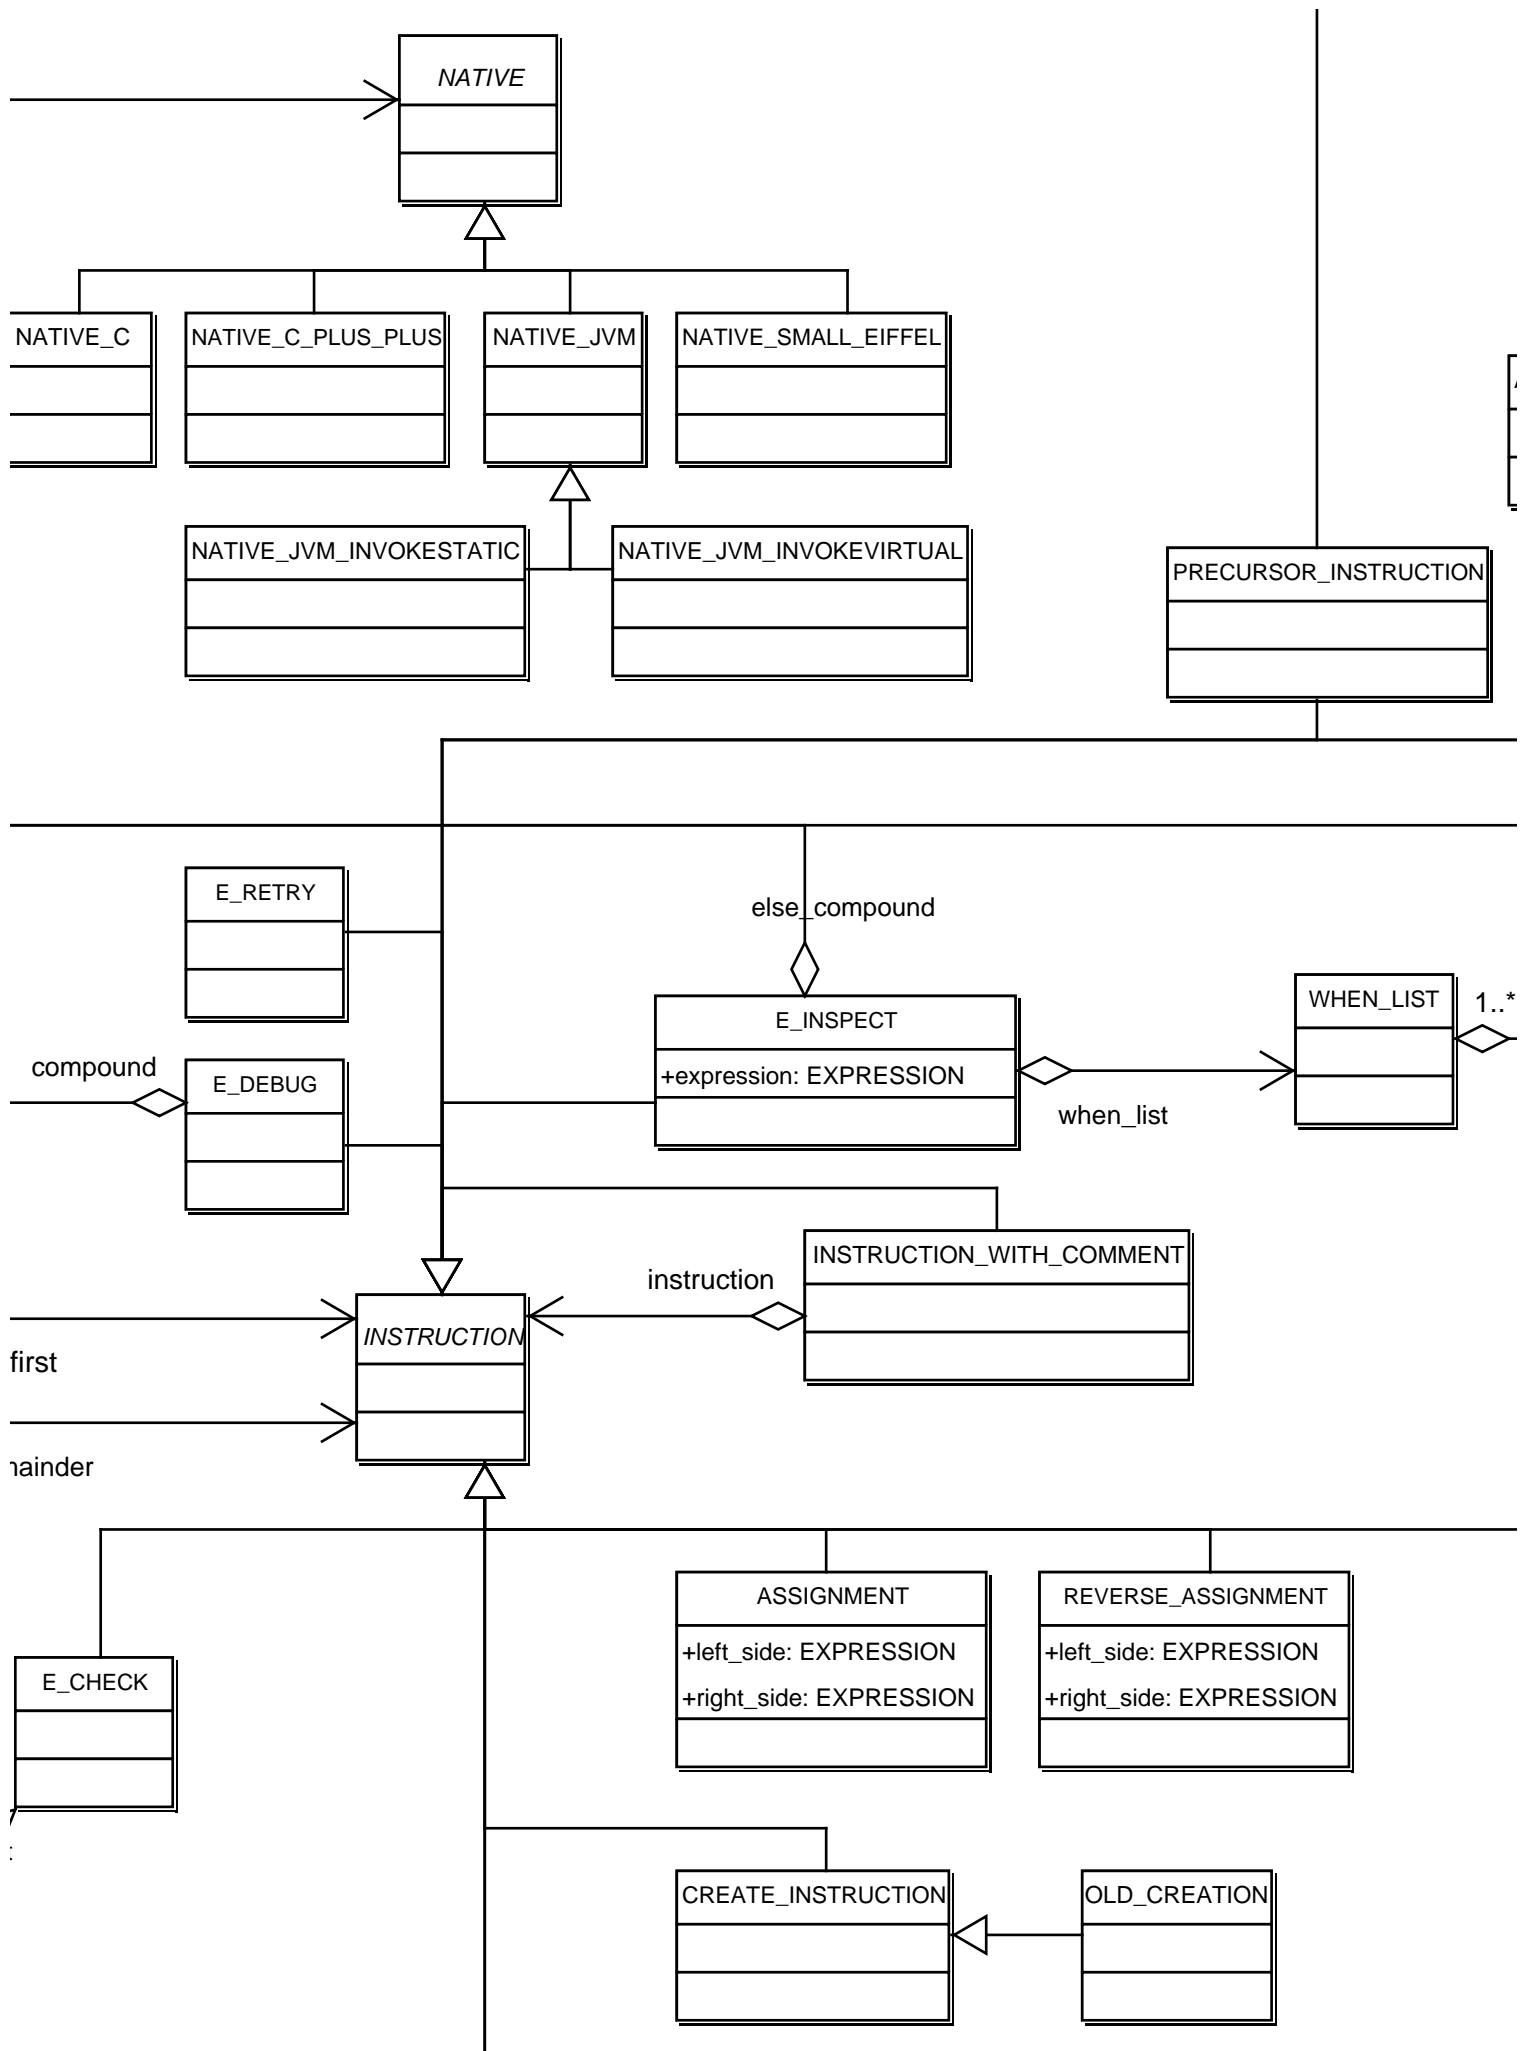 NATIVE
NATIVE_C
NATIVE_C_PLUS_PLUS
NATIVE_JVM
NATIVE_SMALL_EIFFEL
NATIVE_JVM_INVOKESTATIC
NATIVE_JVM_INVOKEVIRTUAL
PRECURSOR_INSTRUCTION
E_RETRY
else_compound
E_INSPECT
+expression: EXPRESSION
WHEN_LIST
1..*
compound
E_DEBUG
when_list
INSTRUCTION_WITH_COMMENT
instruction
INSTRUCTION
first
ASSIGNMENT
+left_side: EXPRESSION
+right_side: EXPRESSION
REVERSE_ASSIGNMENT
+left_side: EXPRESSION
+right_side: EXPRESSION
E_CHECK
CREATE_INSTRUCTION
OLD_CREATION